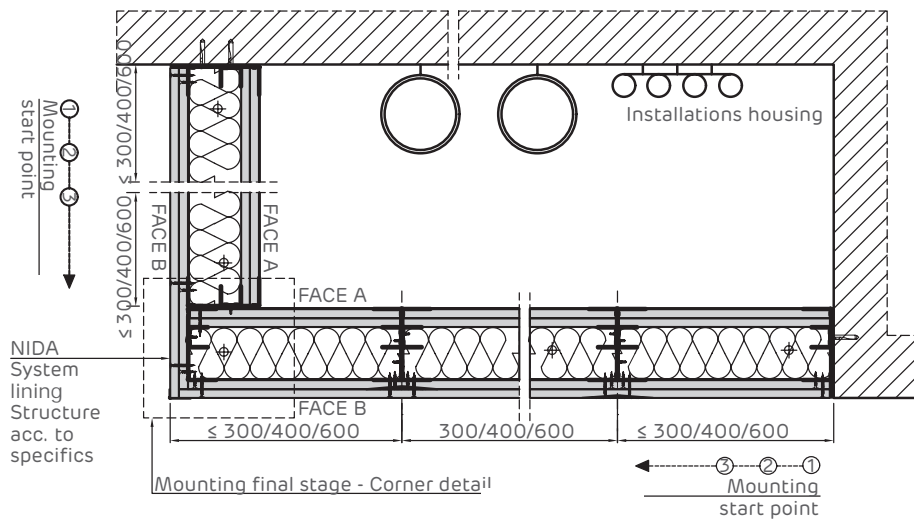 Installations housing
≤ 300/400/600
≤ 300/400/600
Mounting
start point
1 2 3
FACE B
FACE A
FACE A
FACE B
NIDA
System
lining
Structure
acc. to
specifics
≤ 300/400/600
300/400/600
≤ 300/400/600
Mounting final stage - Corner detail
3 2 1
Mounting
start point